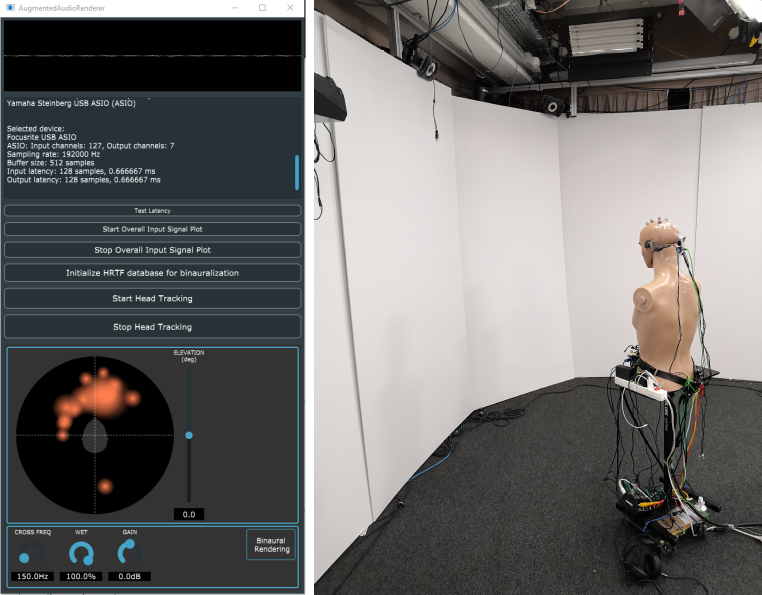 AugmentedAudioRenderer
Yamaha Steinberg USB ASIO (ASIO)
Selected device:
Focusrite USB ASIO
ASIO: Input channels: 127, Output channels: 7
Sampling rate: 192000 Hz
Buffer size: 512 samples
Input latency: 128 samples, 0.666667 ms
Output latency: 128 samples, 0.666667 ms
Test Latency
Start Overall Input Signal Plot
Stop Overall Input Signal Plot
Initialize HRTF database for binauralization
Start Head Tracking
Stop Head Tracking
ELEVATION
(deg)
0.0
CROSS FREQ WET GAIN
150.0Hz 100.0% 0.0dB
Binaural
Rendering